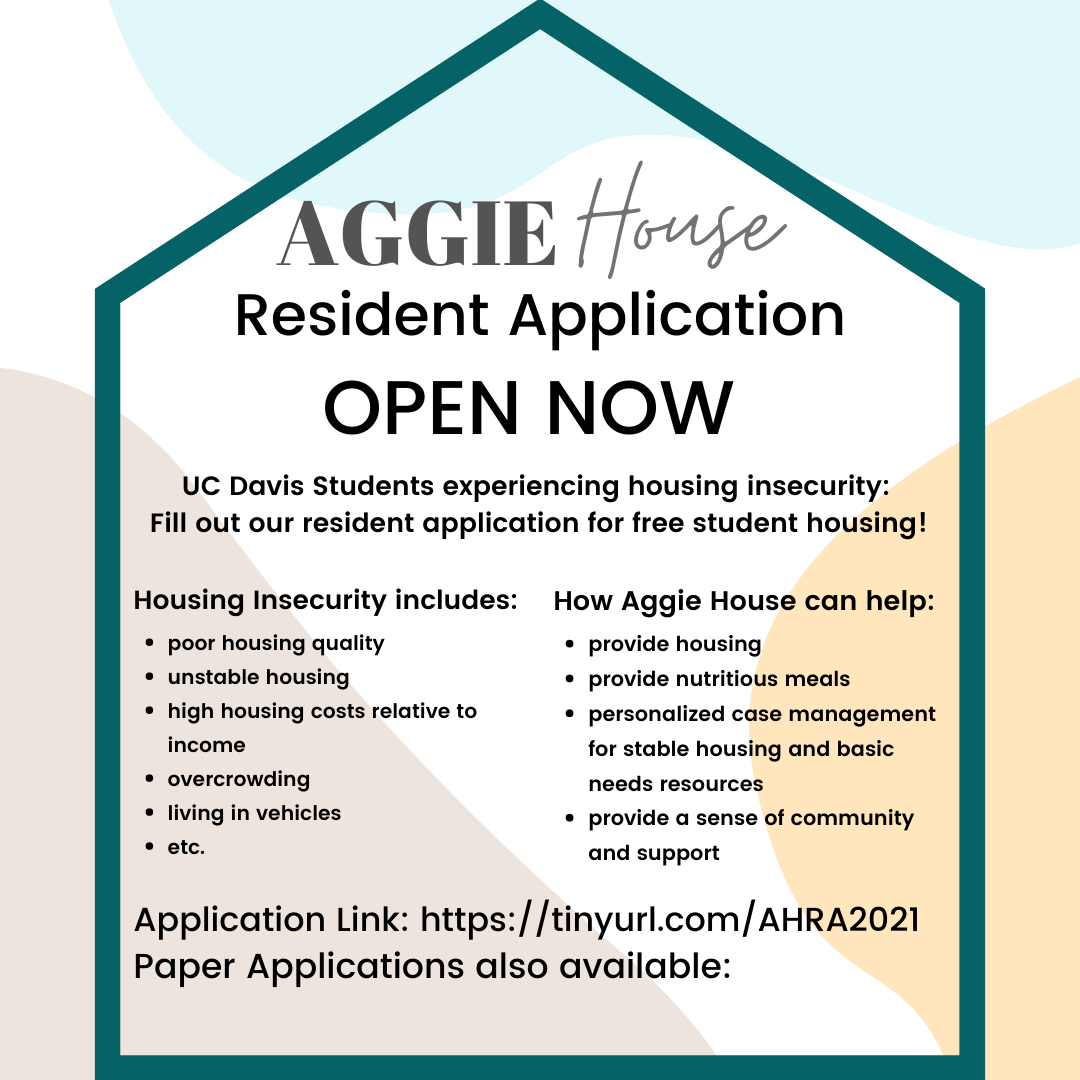 AGGIE House
Resident Application
OPEN NOW
UC Davis Students experiencing housing insecurity:
Fill out our resident application for free student housing!
Housing Insecurity includes:
• poor housing quality
• unstable housing
• high housing costs relative to
income
• overcrowding
• living in vehicles
• etc.
How Aggie House can help:
• provide housing
• provide nutritious meals
• personalized case management
for stable housing and basic
needs resources
• provide a sense of community
and support
Application Link: https://tinyurl.com/AHRA2021
Paper Applications also available: